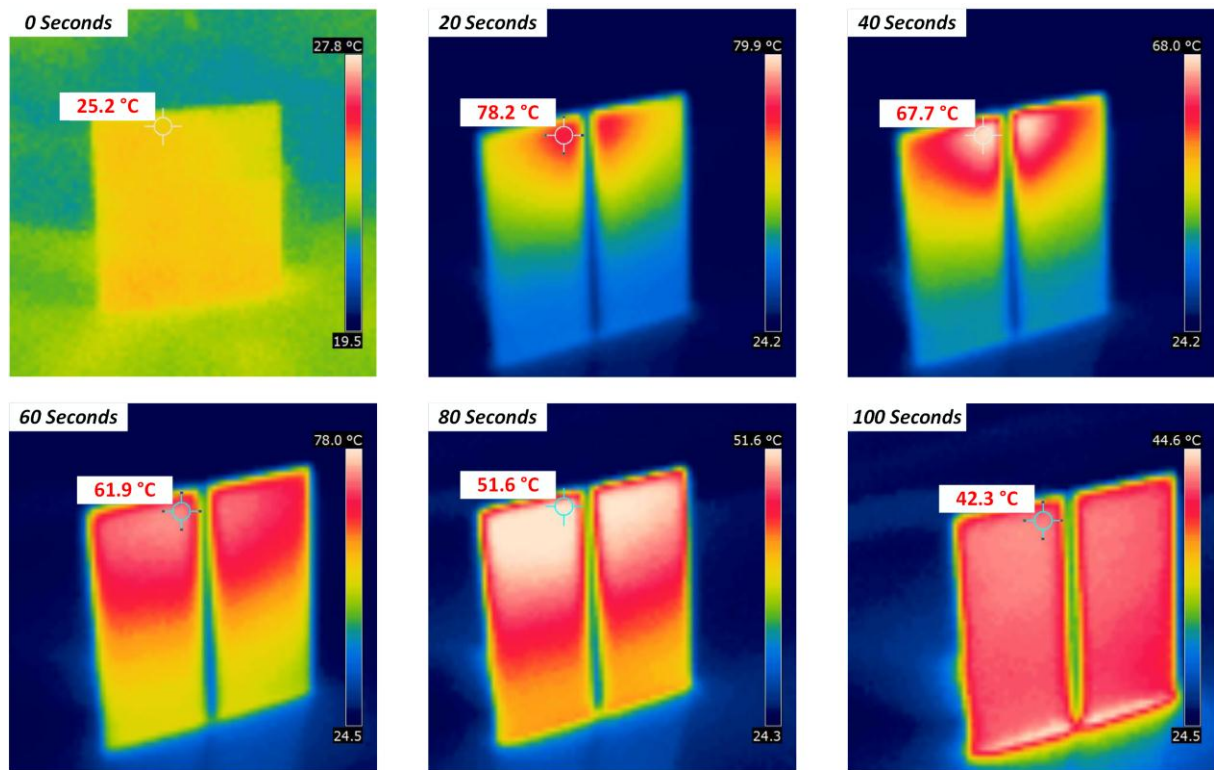 0 Seconds
27.8 °C
25.2 °C
19.5
20 Seconds
79.9 °C
78.2 °C
24.2
40 Seconds
68.0 °C
67.7 °C
24.2
60 Seconds
78.0 °C
61.9 °C
24.5
80 Seconds
51.6 °C
51.6 °C
24.3
100 Seconds
44.6 °C
42.3 °C
24.5